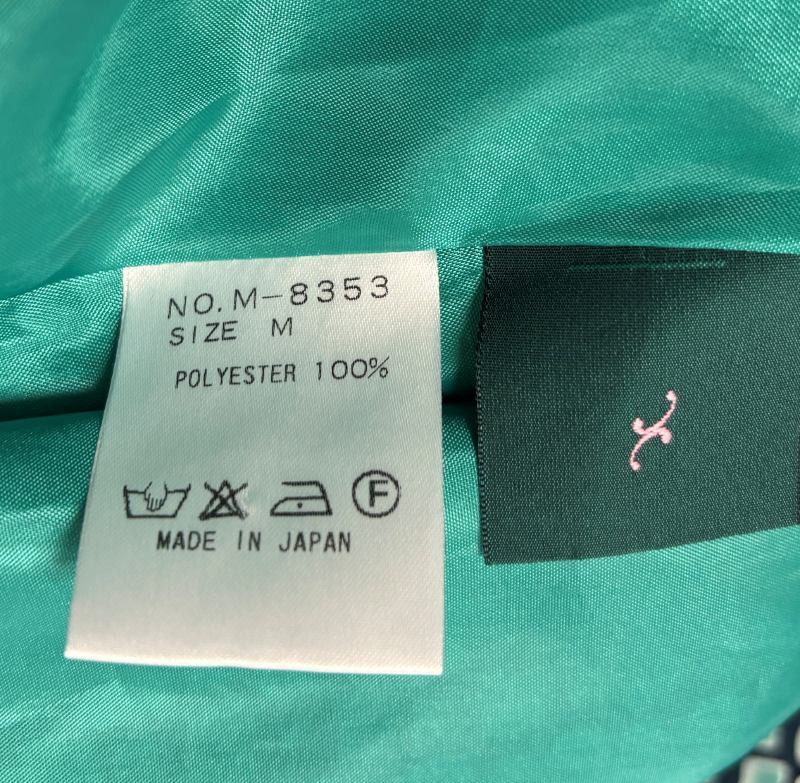 NO. M-8353
SIZE M
POLYESTER 100%
F
MADE IN JAPAN